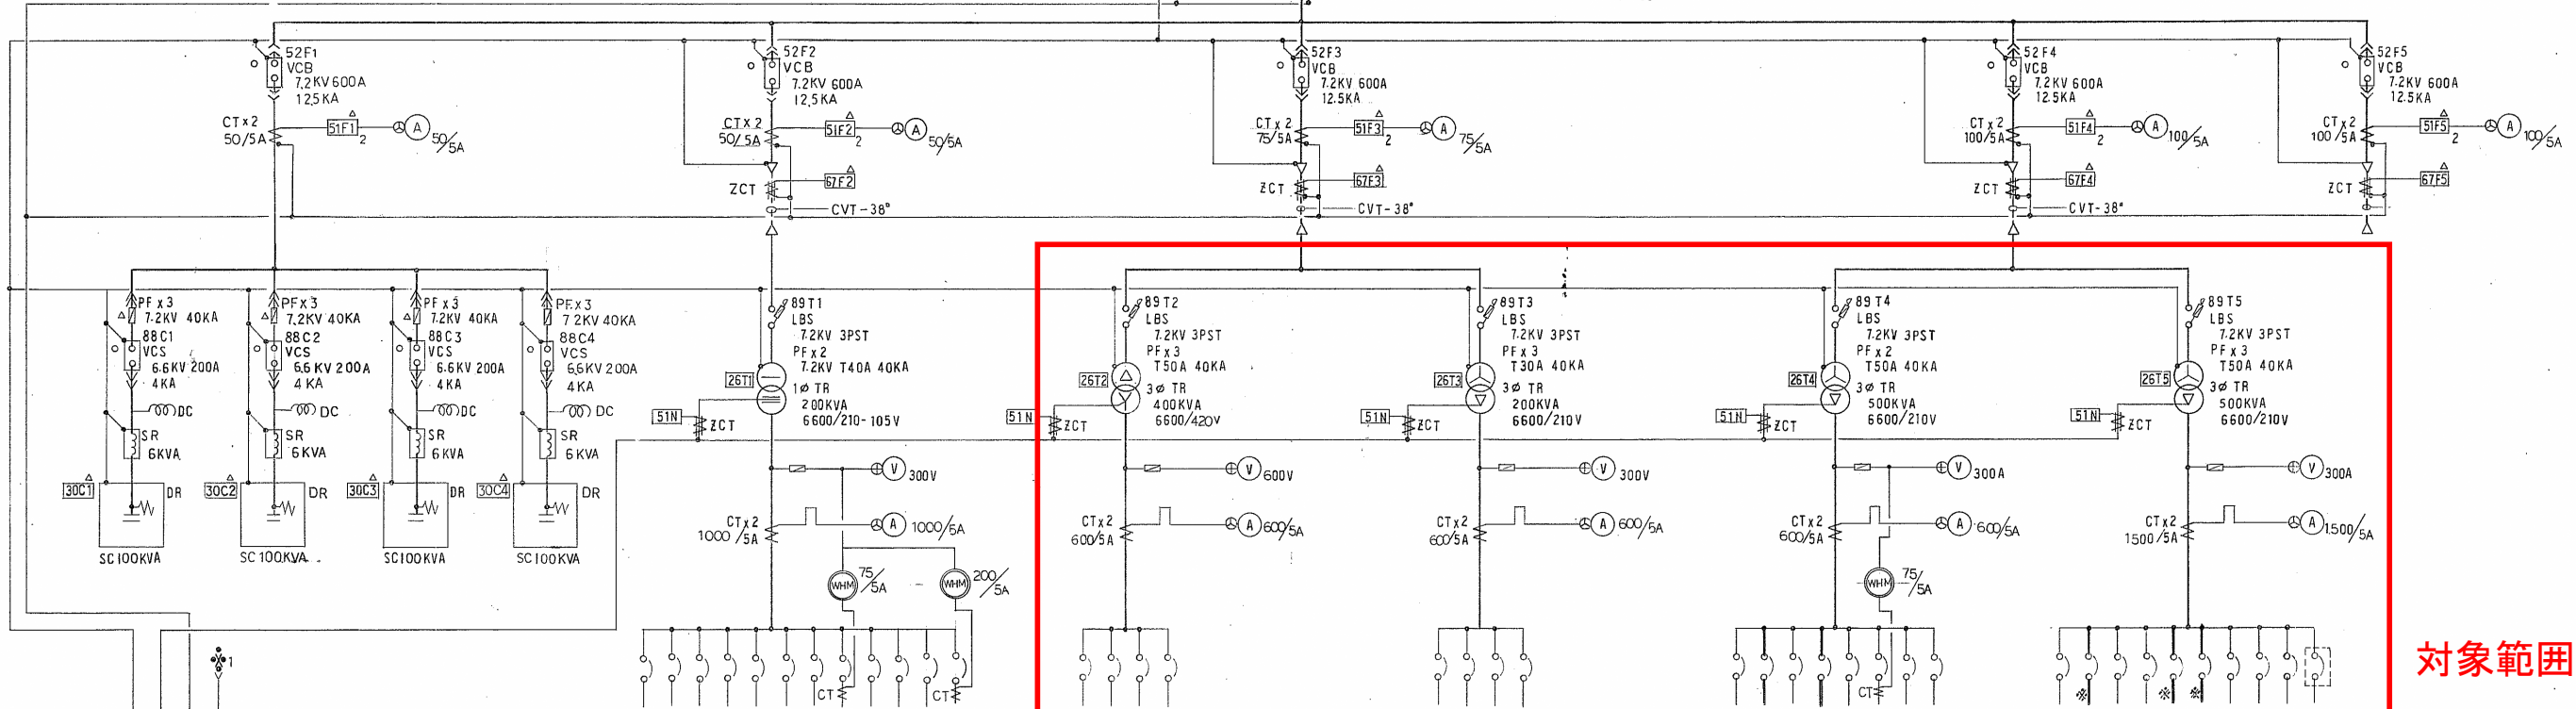 52F1
VCB
7.2KV 600A
12.5KA
CT×2
50/5A
51F1
2
A
50/5A
52F2
VCB
7.2KV 600A
12.5KA
CT×2
50/5A
51F2
2
A
50/5A
67F2
ZCT
CVT-38°
52F3
VCB
7.2KV 600A
12.5KA
CT×2
75/5A
51F3
2
A
75/5A
67F3
ZCT
CVT-38°
52F4
VCB
7.2KV 600A
12.5KA
CT×2
100/5A
51F4
2
A
100/5A
67F4
ZCT
CVT-38°
52F5
VCB
7.2KV 600A
12.5KA
CT×2
100/5A
51F5
2
A
100/5A
67F5
ZCT
PF×3
7.2KV 40KA
88C1
VCS
6.6KV 200A
4KA
DC
SR
6KVA
30C1
DR
SC100KVA
PF×3
7.2KV 40KA
88C2
VCS
6.6KV 200A
4KA
DC
SR
6KVA
30C2
DR
SC100KVA
PF×3
7.2KV 40KA
88C3
VCS
6.6KV 200A
4KA
DC
SR
6KVA
30C3
DR
SC100KVA
PF×3
7.2KV 40KA
88C4
VCS
6.6KV 200A
4KA
DC
SR
6KVA
30C4
DR
SC100KVA
89T1
LBS
7.2KV 3PST
PF×2
7.2KV T40A 40KA
26T1
1ø TR
200KVA
6600/210-105V
51N
ZCT
V
300V
CT×2
1000/5A
A
1000/5A
WHM
75/5A
WHM
200/5A
CT
CT
89T2
LBS
7.2KV 3PST
PF×3
T50A 40KA
26T2
3ø TR
400KVA
6600/420V
51N
ZCT
V
600V
CT×2
600/5A
A
600/5A
89T3
LBS
7.2KV 3PST
PF×3
T30A 40KA
26T3
3ø TR
200KVA
6600/210V
51N
ZCT
V
300V
CT×2
600/5A
A
600/5A
89T4
LBS
7.2KV 3PST
PF×2
T50A 40KA
26T4
3ø TR
500KVA
6600/210V
51N
ZCT
V
300A
CT×2
600/5A
A
600/5A
WHM
75/5A
CT
89T5
LBS
7.2KV 3PST
PF×3
T50A 40KA
26T5
3ø TR
500KVA
6600/210V
51N
ZCT
V
300A
CT×2
1500/5A
A
1500/5A
※
※
※
※1
対象範囲